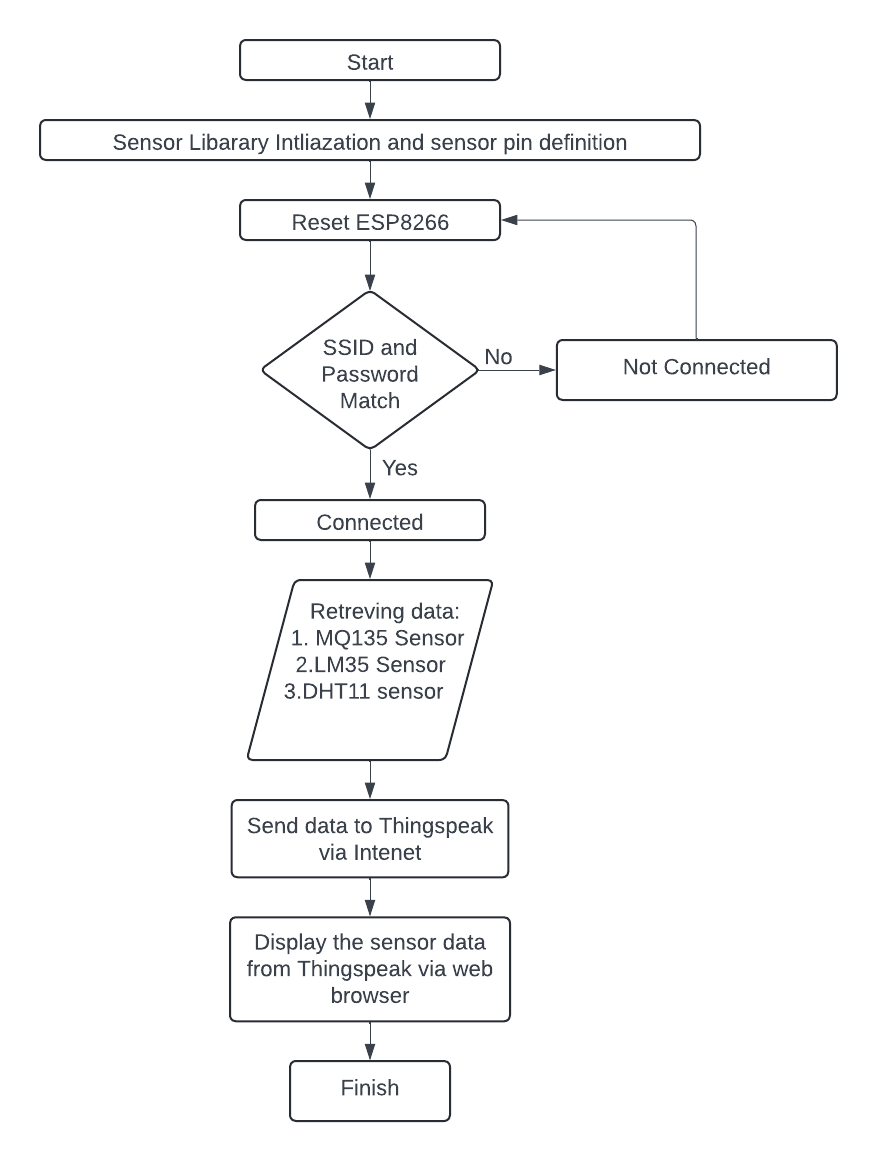 Start
Sensor Libarary Intliazation and sensor pin definition
Reset ESP8266
SSID and
Password
Match
No
Not Connected
Yes
Connected
Retreving data:
1. MQ135 Sensor
2.LM35 Sensor
3.DHT11 sensor
Send data to Thingspeak
via Intenet
Display the sensor data
from Thingspeak via web
browser
Finish